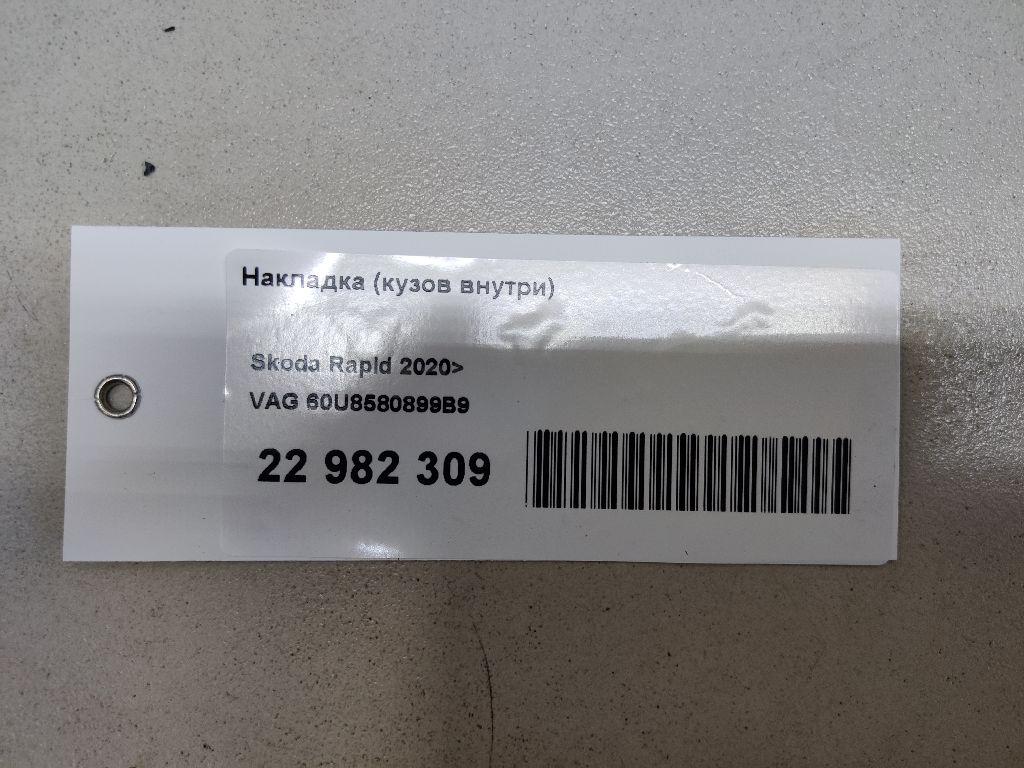 Накладка (кузов внутри)
Skoda Rapid 2020>
VAG 60U8580899B9
22 982 309